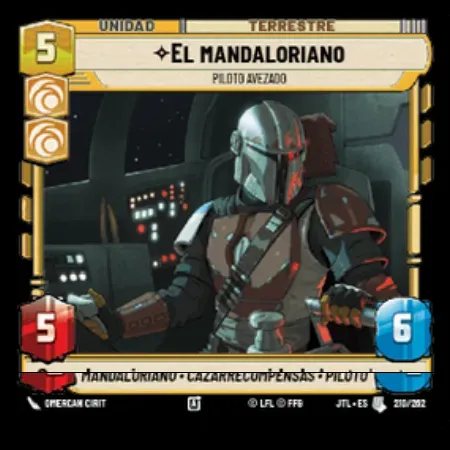 5
UNIDAD TERRESTRE
EL MANDALORIANO
PILOTO AVEZADO
5
6
MANDALORIANO • CAZARRECOMPENSAS • PILOTO
OMERCAN CIRIT
A
© LFL © FFG
JTL • ES
210/262